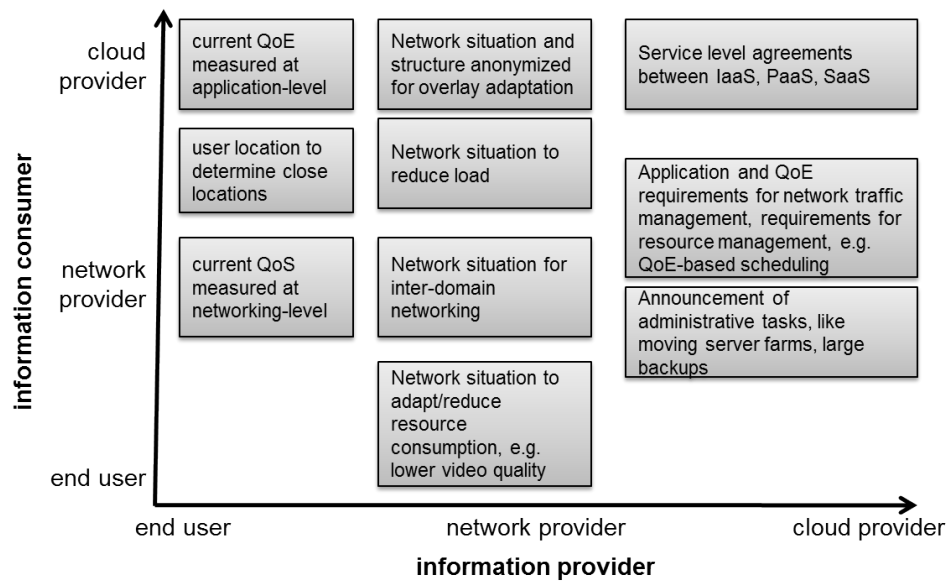 cloud
provider
current QoE
measured at
application-level
Network situation and
structure anonymized
for overlay adaptation
Service level agreements
between IaaS, PaaS, SaaS
user location to
determine close
locations
Network situation to
reduce load
Application and QoE
requirements for network traffic
management, requirements for
resource management, e.g.
QoE-based scheduling
information consumer
network
provider
current QoS
measured at
networking-level
Network situation for
inter-domain
networking
Announcement of
administrative tasks, like
moving server farms, large
backups
Network situation to
adapt/reduce
resource
consumption, e.g.
lower video quality
end user
end user
network provider
cloud provider
information provider